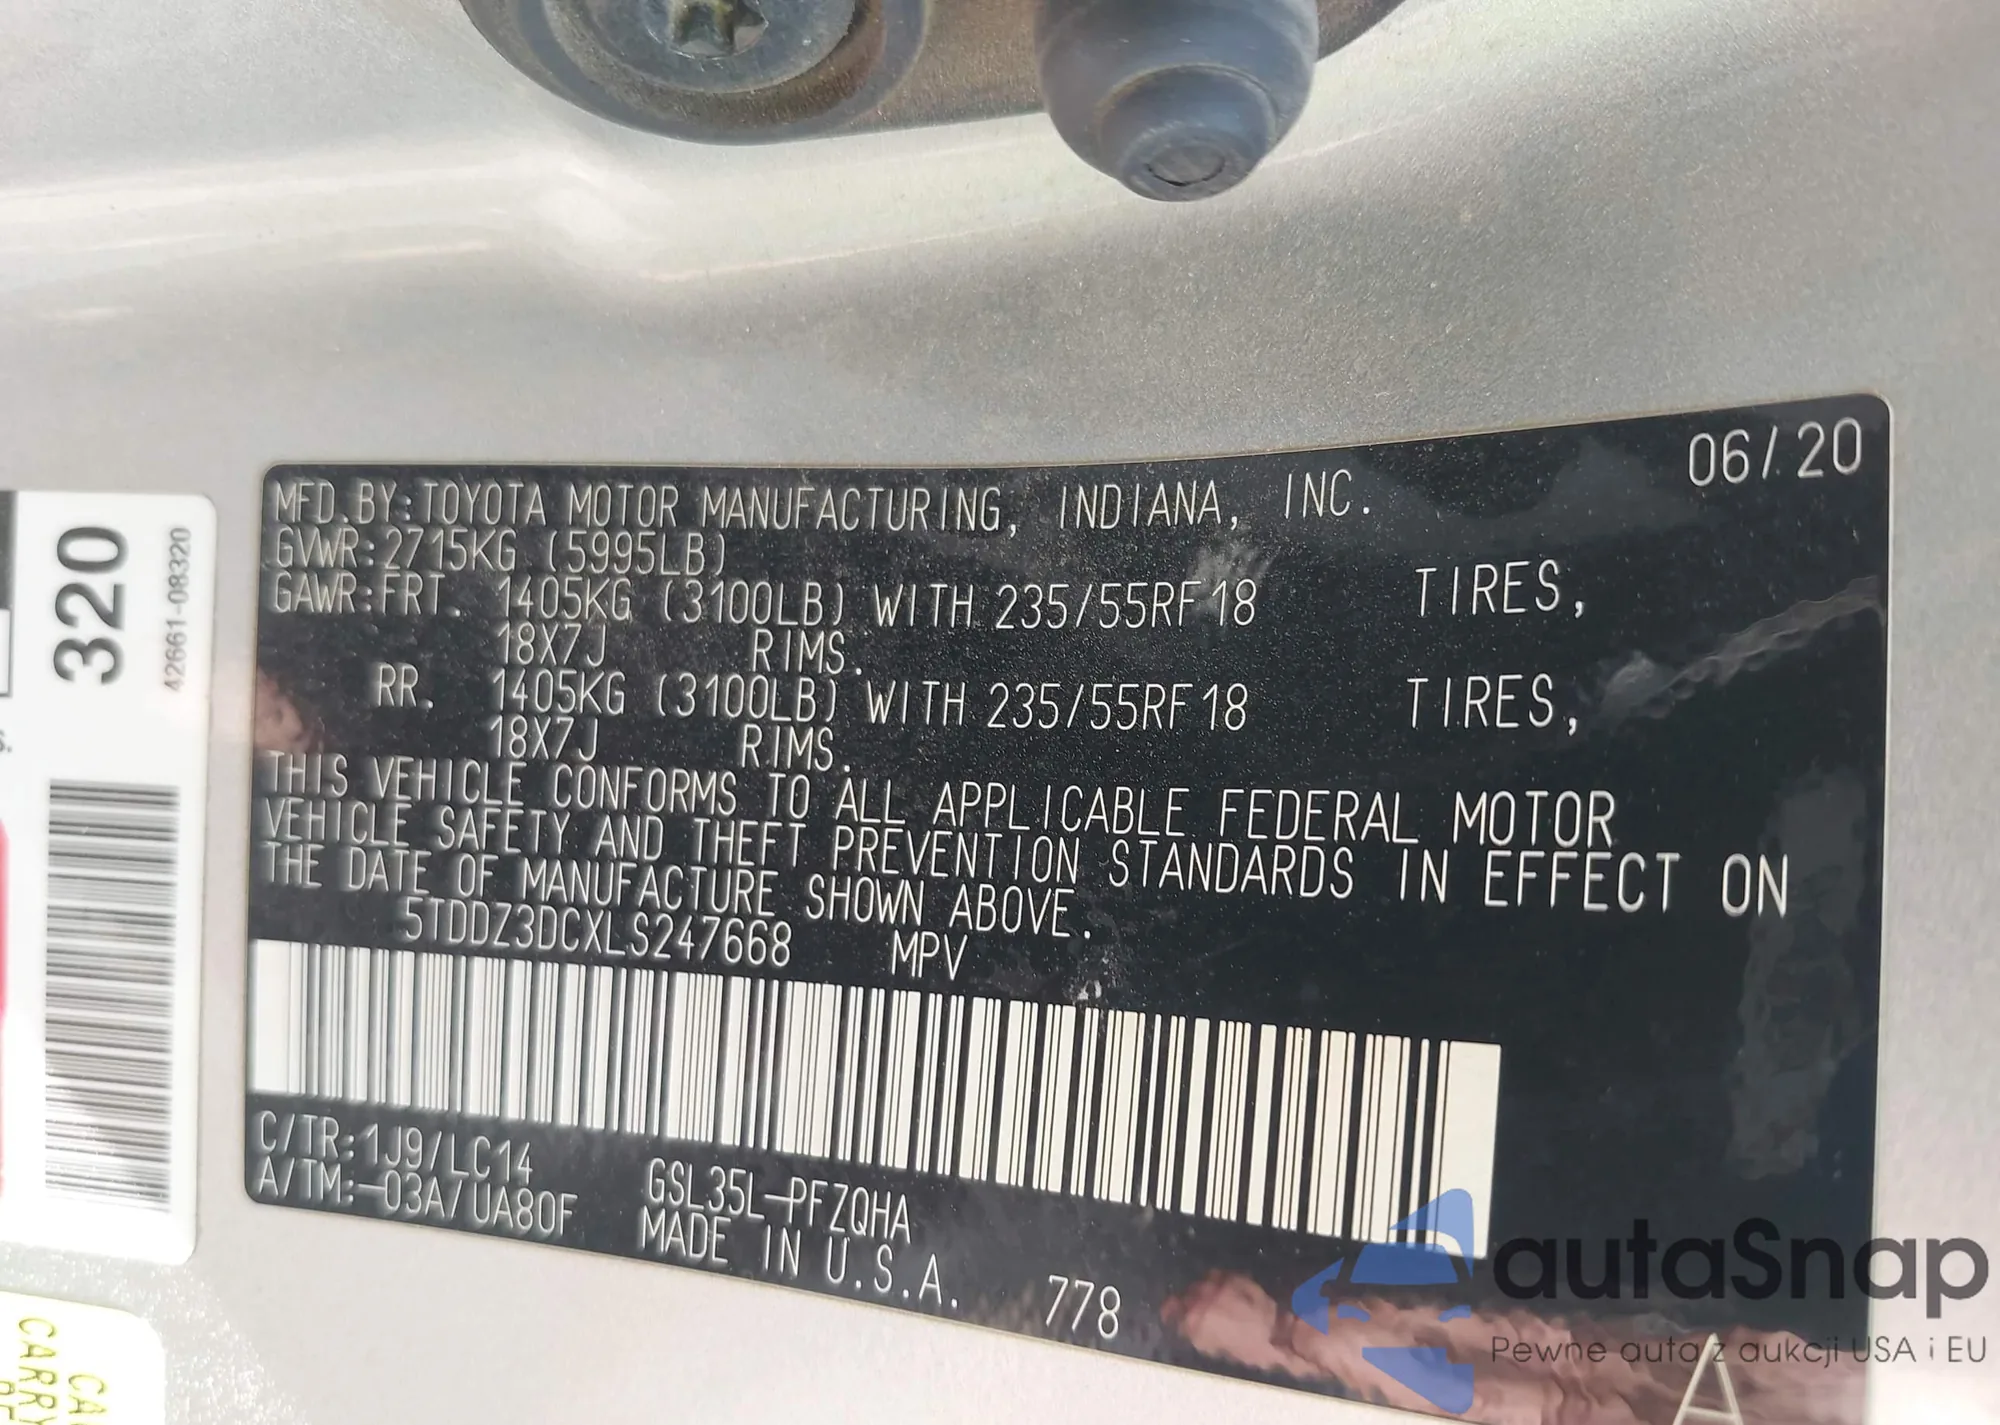 06/20
MFD.BY:TOYOTA MOTOR MANUFACTURING, INDIANA, INC.
GVWR:2715KG (5995LB)
GAWR:FRT. 1405KG (3100LB) WITH 235/55RF18 TIRES,
18X7J RIMS.
RR. 1405KG (3100LB) WITH 235/55RF18 TIRES,
18X7J RIMS.
THIS VEHICLE CONFORMS TO ALL APPLICABLE FEDERAL MOTOR
VEHICLE SAFETY AND THEFT PREVENTION STANDARDS IN EFFECT ON
THE DATE OF MANUFACTURE SHOWN ABOVE.
5TDDZ3DCXLS247668 MPV
C/TR:1J9/LC14
A/TM:-03A/UA80F
GSL35L-PFZQHA
MADE IN U.S.A.
778
A
320
42661-08320
CARRY
autaSnap
Pewne auta z aukcji USA i EU